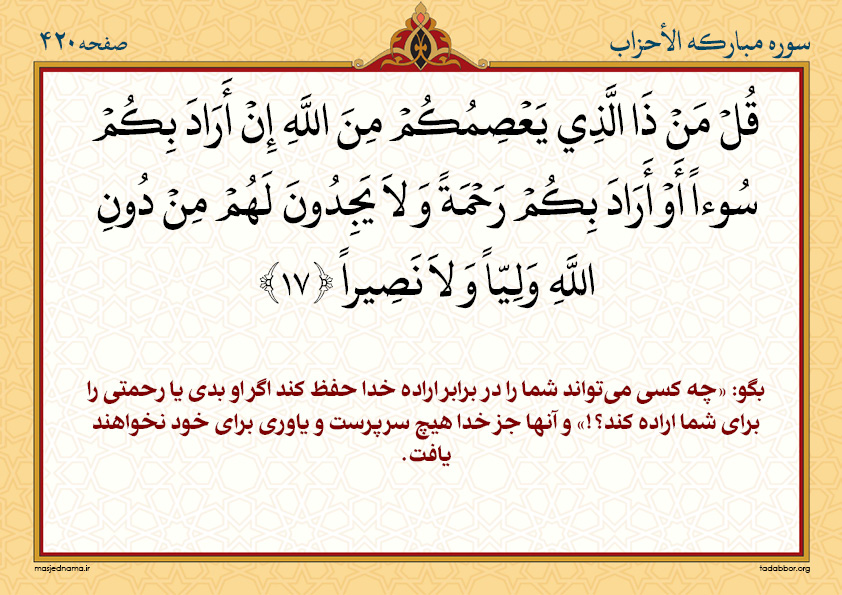 سوره مبارکه الأحزاب
صفحه ۴۲۰
قُلْ مَنْ ذَا الَّذِي يَعْصِمُكُمْ مِنَ اللَّهِ إِنْ أَرَادَ بِكُمْ
سُوءاً أَوْ أَرَادَ بِكُمْ رَحْمَةً وَلاَ يَجِدُونَ لَهُمْ مِنْ دُونِ
اللَّهِ وَلِيّاً وَلاَ نَصِيراً ﴿١٧﴾
بگو: «چه کسی می‌تواند شما را در برابر اراده خدا حفظ کند اگر او بدی یا رحمتی را
برای شما اراده کند؟!» و آنها جز خدا هیچ سرپرست و یاوری برای خود نخواهند
یافت.
masjednama.ir
tadabbor.org